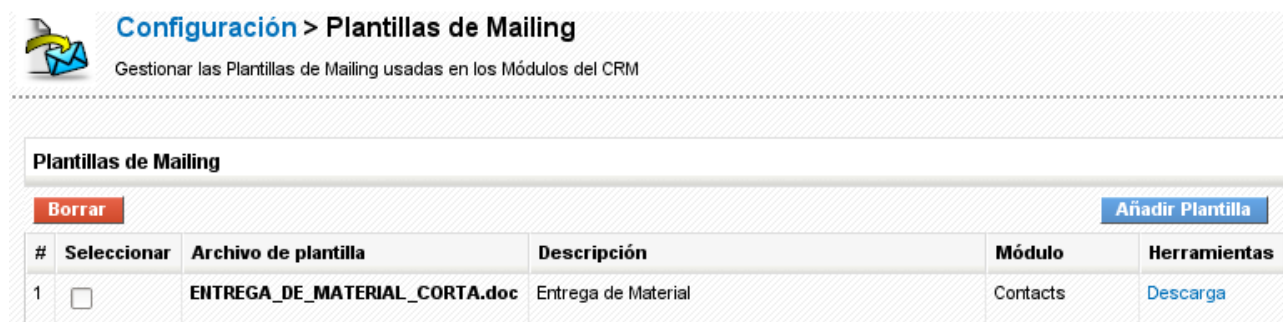 Configuración > Plantillas de Mailing
Gestionar las Plantillas de Mailing usadas en los Módulos del CRM
Plantillas de Mailing
Borrar Añadir Plantilla
# Seleccionar Archivo de plantilla Descripción Módulo Herramientas
1 ENTREGA_DE_MATERIAL_CORTA.doc Entrega de Material Contacts Descarga